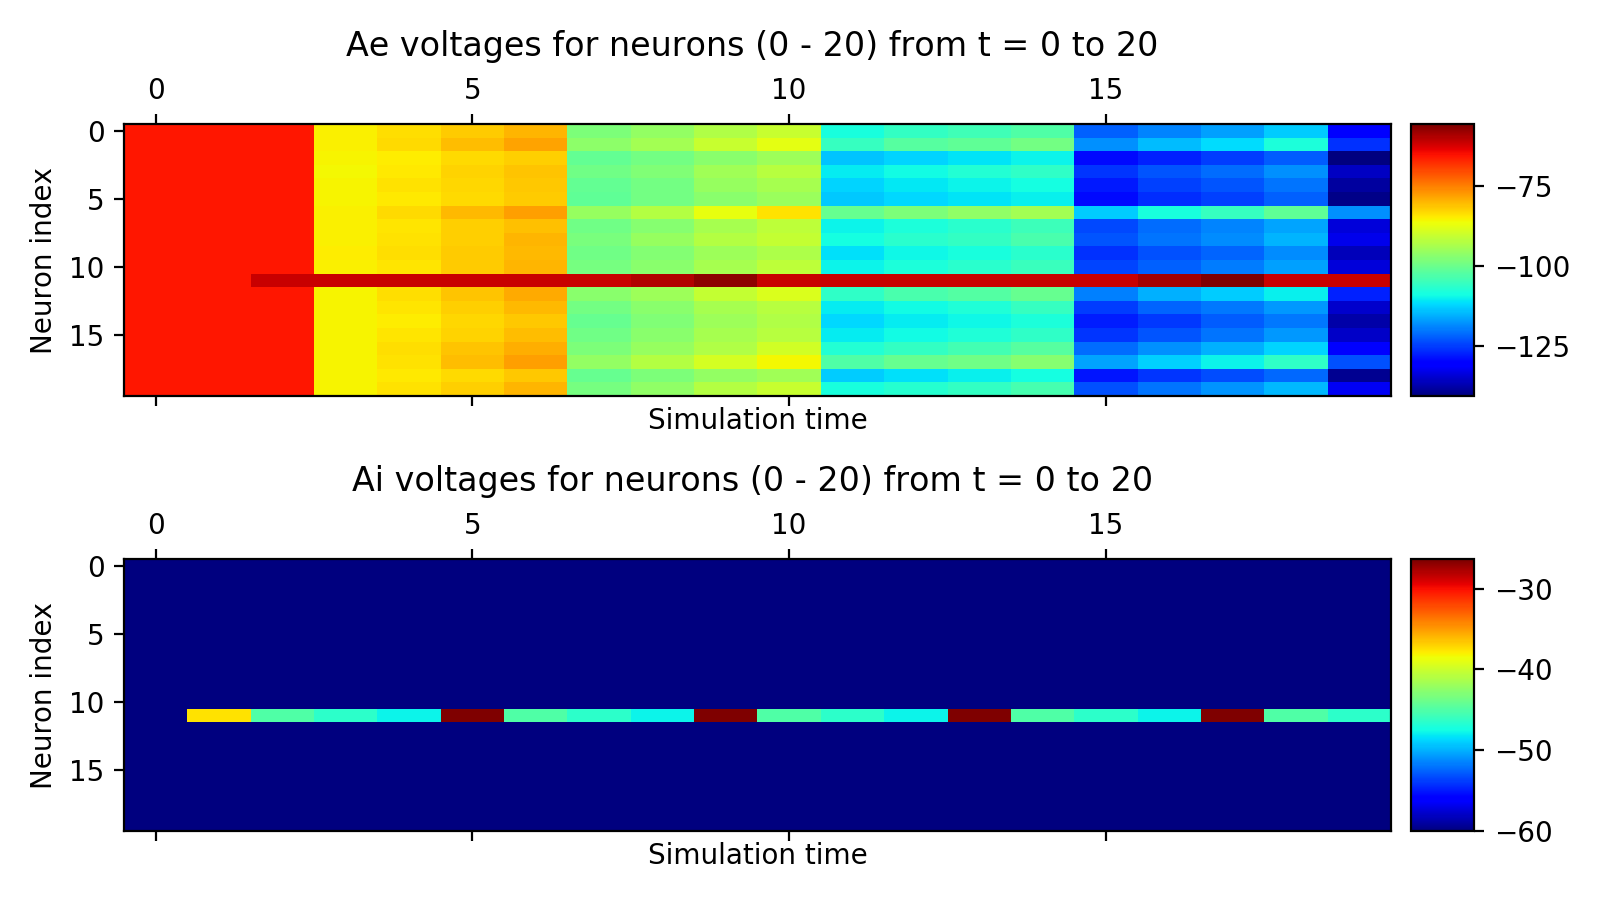 Ae voltages for neurons (0 - 20) from t = 0 to 20
0 5 10 15
Neuron index
0
5
10
15
−75
−100
−125
Simulation time
Ai voltages for neurons (0 - 20) from t = 0 to 20
0 5 10 15
Neuron index
0
5
10
15
−30
−40
−50
−60
Simulation time